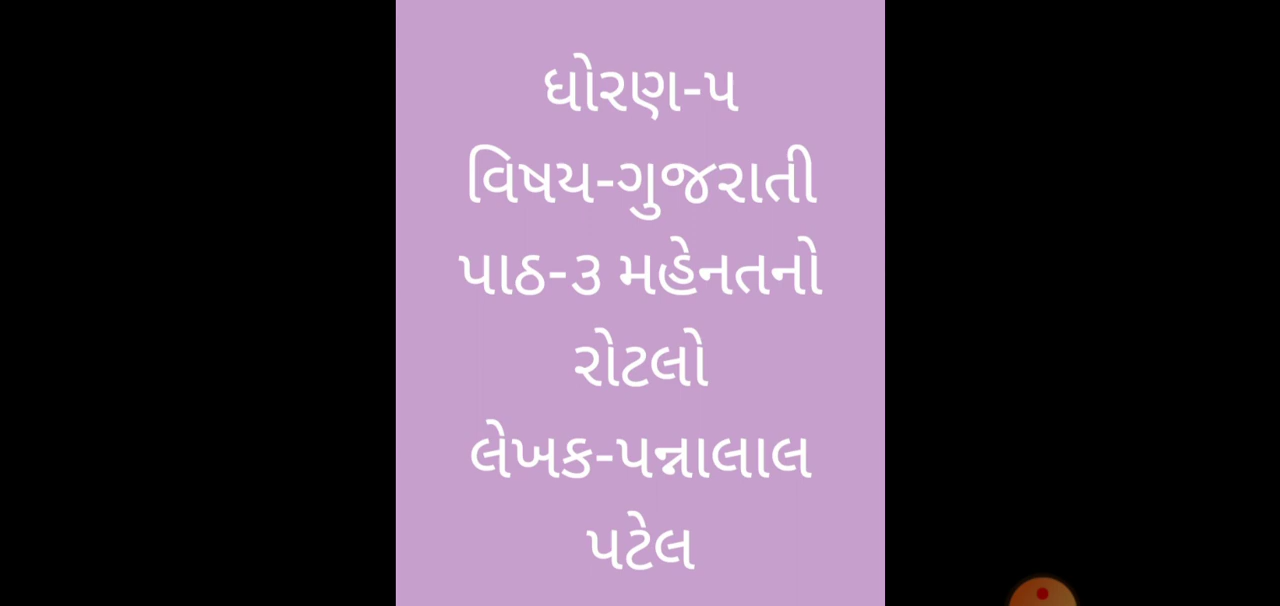 ધોરણ-૫
વિષય-ગુજરાતી
પાઠ-૩ મહેનતનો
રોટલો
લેખક-પન્નાલાલ
પટેલ